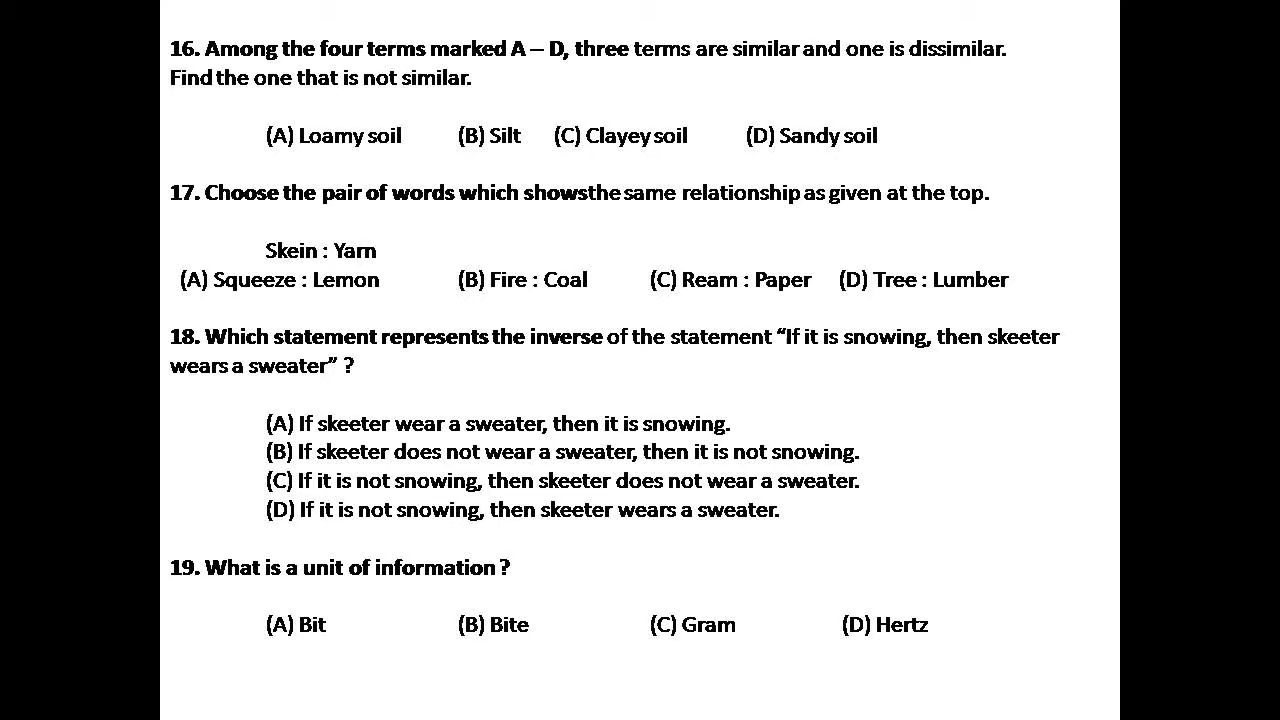 16. Among the four terms marked A – D, three terms are similar and one is dissimilar.
Find the one that is not similar.
(A) Loamy soil (B) Silt (C) Clayey soil (D) Sandy soil
17. Choose the pair of words which showsthe same relationship as given at the top.
Skein : Yarn
(A) Squeeze : Lemon (B) Fire : Coal (C) Ream : Paper (D) Tree : Lumber
18. Which statement represents the inverse of the statement “If it is snowing, then skeeter
wears a sweater” ?
(A) If skeeter wear a sweater, then it is snowing.
(B) If skeeter does not wear a sweater, then it is not snowing.
(C) If it is not snowing, then skeeter does not wear a sweater.
(D) If it is not snowing, then skeeter wears a sweater.
19. What is a unit of information ?
(A) Bit (B) Bite (C) Gram (D) Hertz